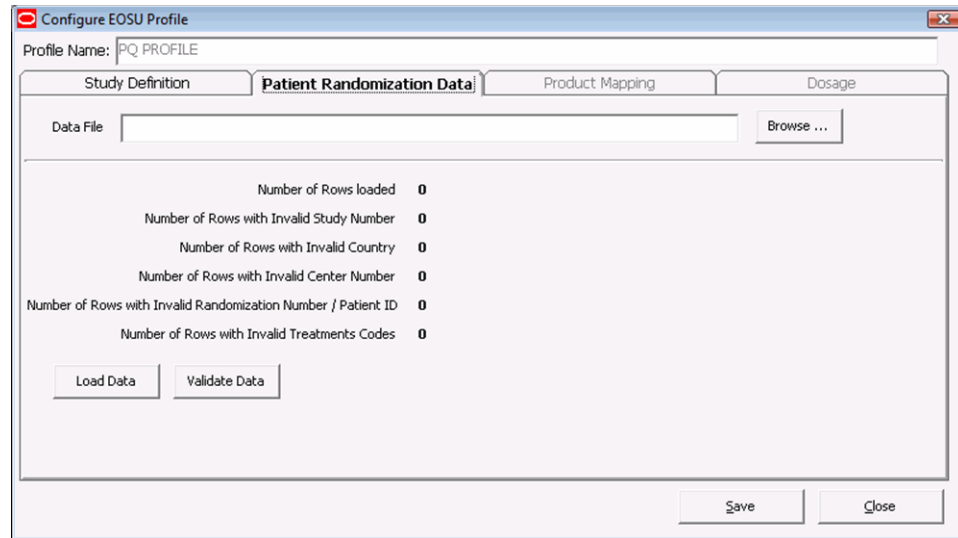 Configure EOSU Profile
Profile Name: PQ PROFILE
Study Definition Patient Randomization Data Product Mapping Dosage
Data File Browse ...
Number of Rows loaded 0
Number of Rows with Invalid Study Number 0
Number of Rows with Invalid Country 0
Number of Rows with Invalid Center Number 0
Number of Rows with Invalid Randomization Number / Patient ID 0
Number of Rows with Invalid Treatments Codes 0
Load Data Validate Data
Save Close